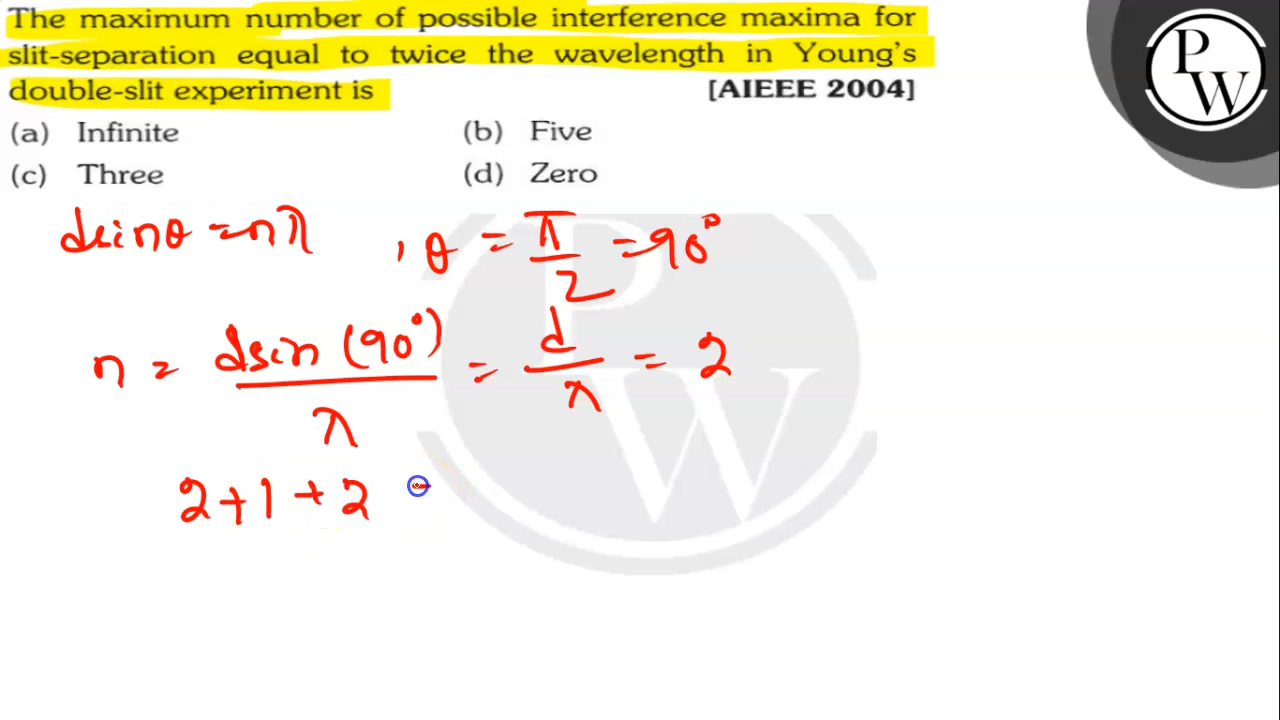 The maximum number of possible interference maxima for
slit-separation equal to twice the wavelength in Young's
double-slit experiment is [AIEEE 2004]
(a) Infinite (b) Five
(c) Three (d) Zero
PW
dsinθ = nλ , θ = π/2 = 90°
n = dsin(90°)/λ = d/λ = 2
2+1+2
PW